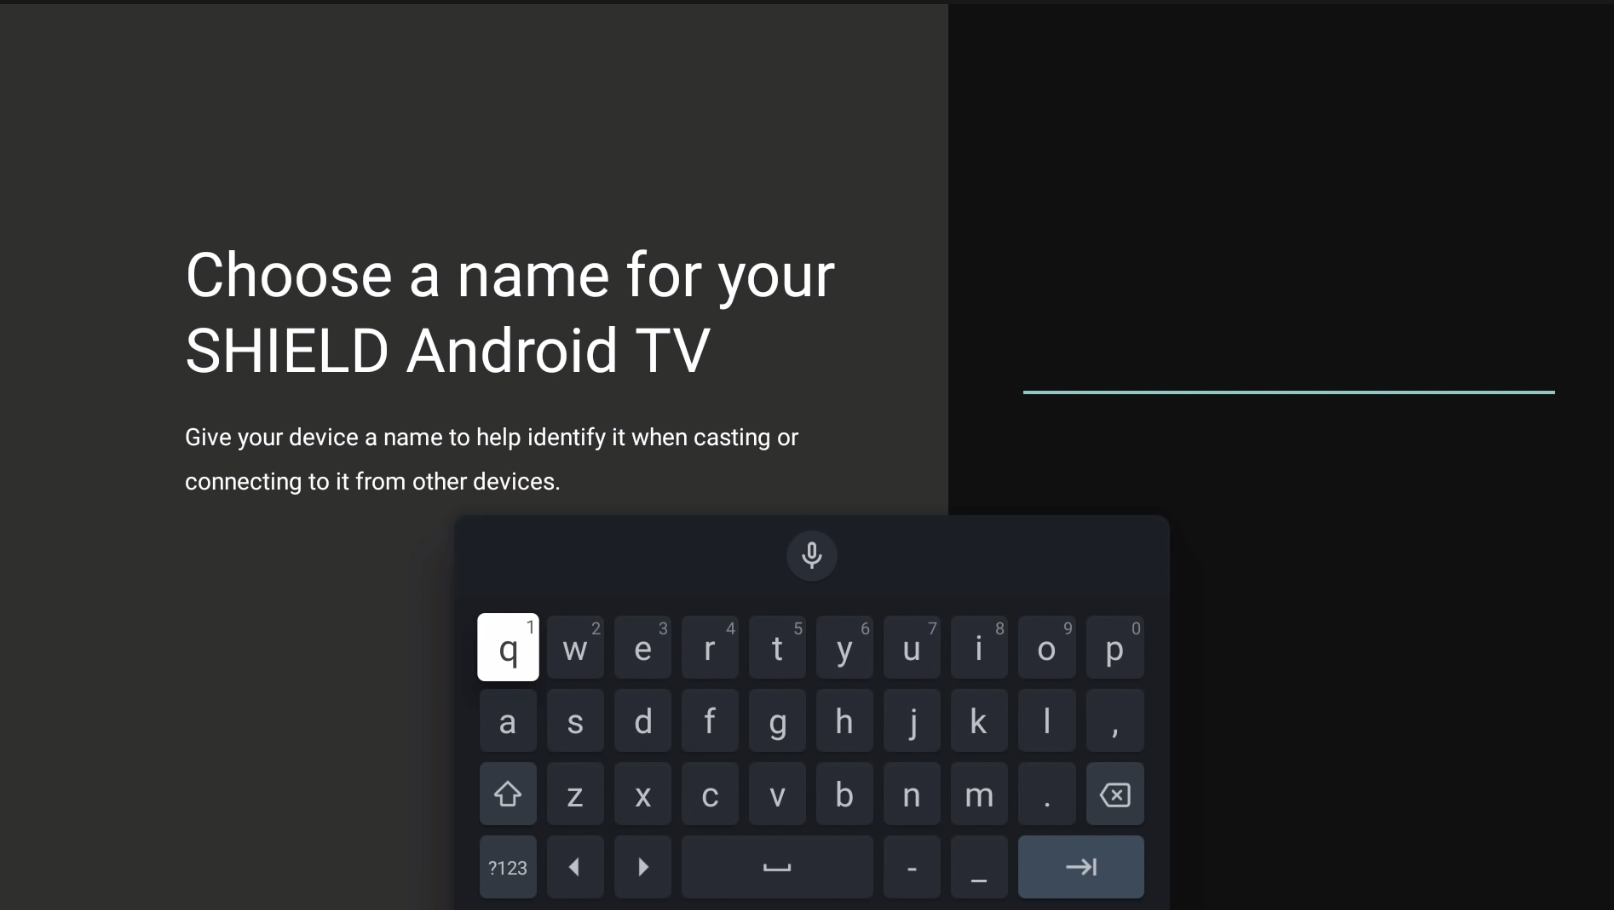 Choose a name for your
SHIELD Android TV
Give your device a name to help identify it when casting or
connecting to it from other devices.
q 1 w 2 e 3 r 4 t 5 y 6 u 7 i 8 o 9 p 0
a s d f g h j k l ,
z x c v b n m .
?123 - _